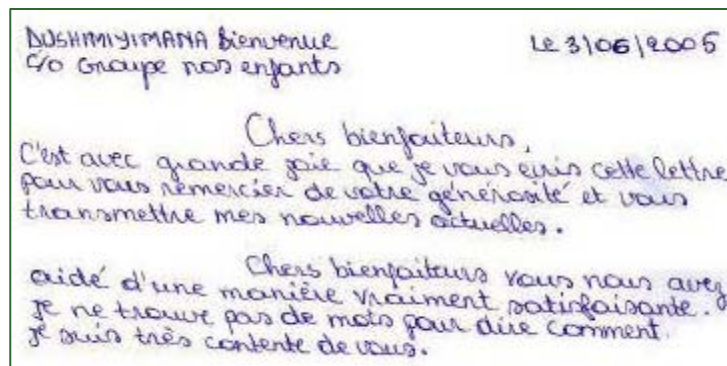 DUSHIMIYIMANA Bienvenue
Le 3/06/2005
C/o Groupe nos enfants
Chers bienfaiteurs,
C'est avec grande joie que je vous ecris cette lettre
pour vous remercier de votre générosité et vous
transmettre mes nouvelles actuelles.
Chers bienfaiteurs vous nous avez
aidé d'une manière vraiment satisfaisante.
je ne trouve pas de mots pour dire comment
je suis très contente de vous.